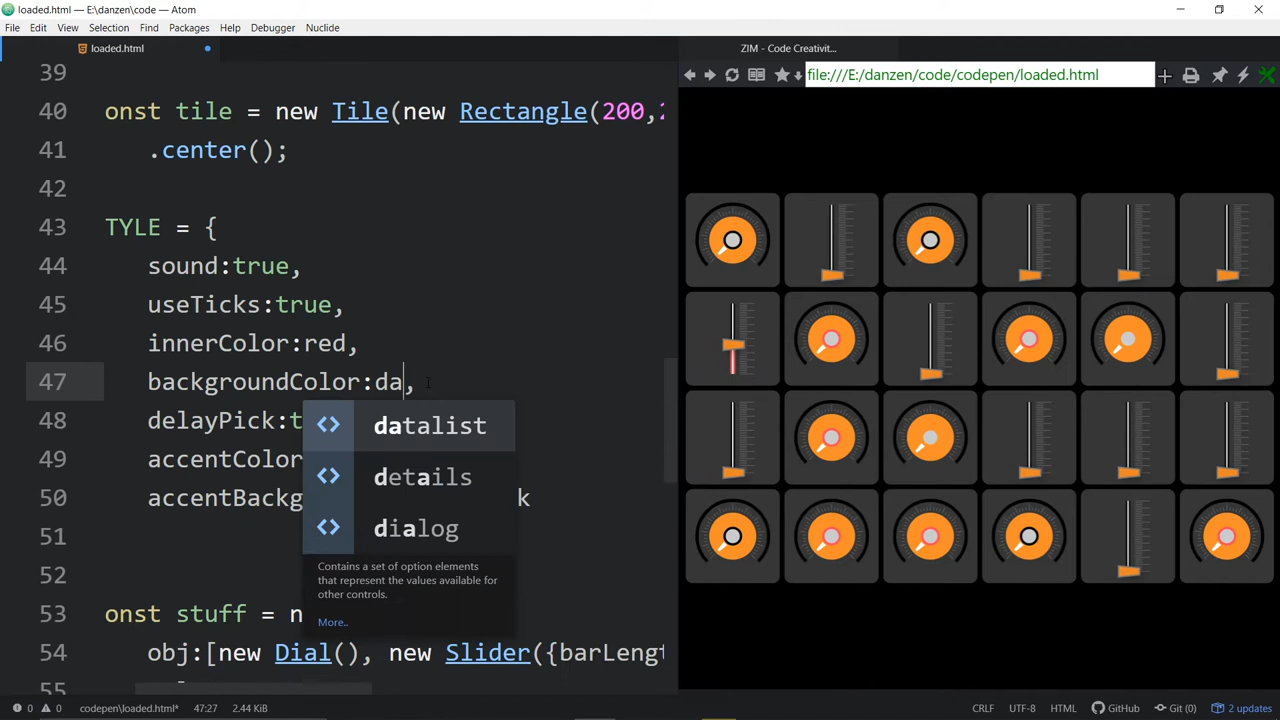 loaded.html — E:\danzen\code — Atom
File Edit View Selection Find Packages Help Debugger Nuclide
loaded.html
ZIM - Code Creativit...
file:///E:/danzen/code/codepen/loaded.html
39
40 onst tile = new Tile(new Rectangle(200,2
41 .center();
42
43 TYLE = {
44 sound:true,
45 useTicks:true,
46 innerColor:red,
47 backgroundColor:da,
48 delayPick:t
49 accentColor
50 accentBackg k
51
52
53 onst stuff = n
54 obj:[new Dial(), new Slider({barLengt
55
datalist
details
dialog
Contains a set of option elements
that represent the values available for
other controls.
More..
0 0 codepen\loaded.html* 47:27 2.44 KiB CRLF UTF-8 HTML GitHub Git (0) 2 updates